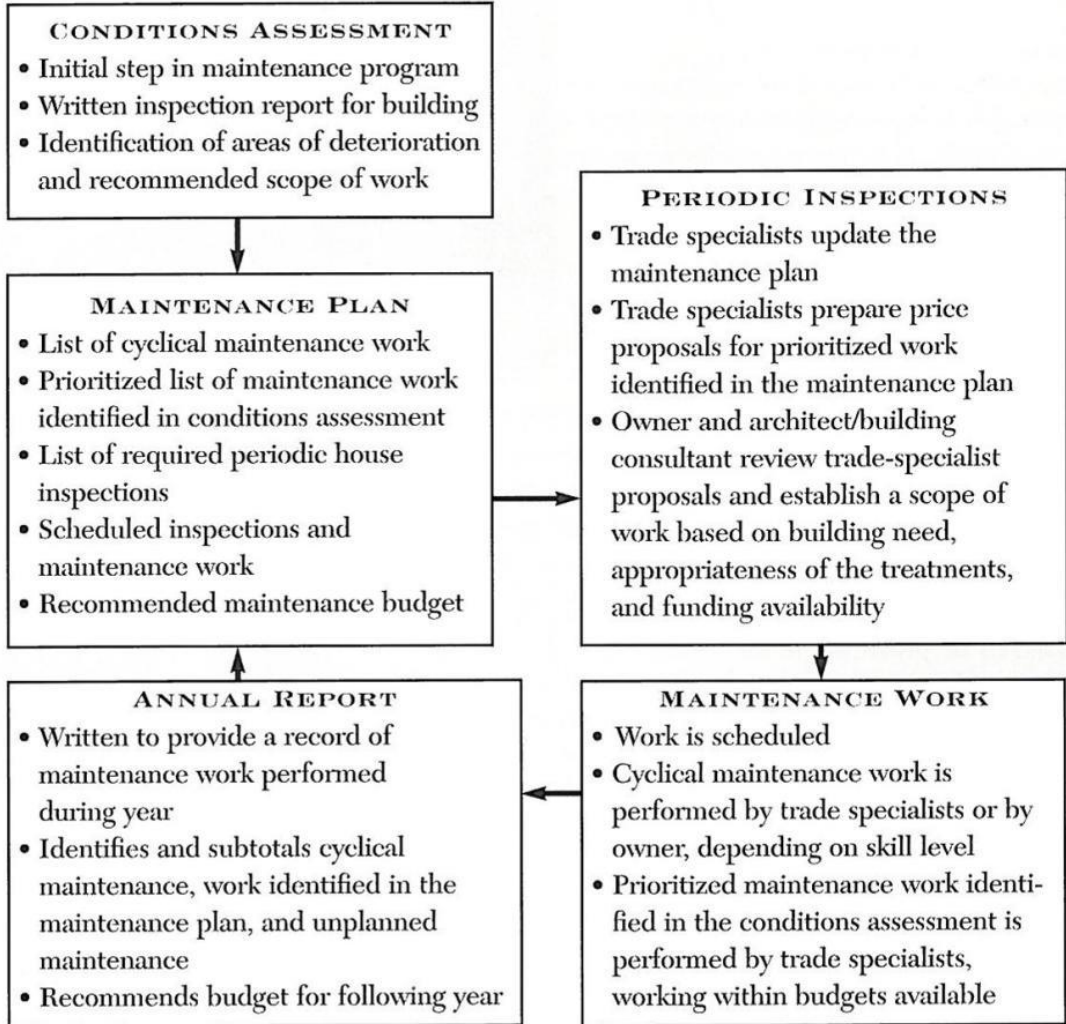 CONDITIONS ASSESSMENT
• Initial step in maintenance program
• Written inspection report for building
• Identification of areas of deterioration
and recommended scope of work
MAINTENANCE PLAN
• List of cyclical maintenance work
• Prioritized list of maintenance work
identified in conditions assessment
• List of required periodic house
inspections
• Scheduled inspections and
maintenance work
• Recommended maintenance budget
PERIODIC INSPECTIONS
• Trade specialists update the
maintenance plan
• Trade specialists prepare price
proposals for prioritized work
identified in the maintenance plan
• Owner and architect/building
consultant review trade-specialist
proposals and establish a scope of
work based on building need,
appropriateness of the treatments,
and funding availability
MAINTENANCE WORK
• Work is scheduled
• Cyclical maintenance work is
performed by trade specialists or by
owner, depending on skill level
• Prioritized maintenance work identi-
fied in the conditions assessment is
performed by trade specialists,
working within budgets available
ANNUAL REPORT
• Written to provide a record of
maintenance work performed
during year
• Identifies and subtotals cyclical
maintenance, work identified in the
maintenance plan, and unplanned
maintenance
• Recommends budget for following year